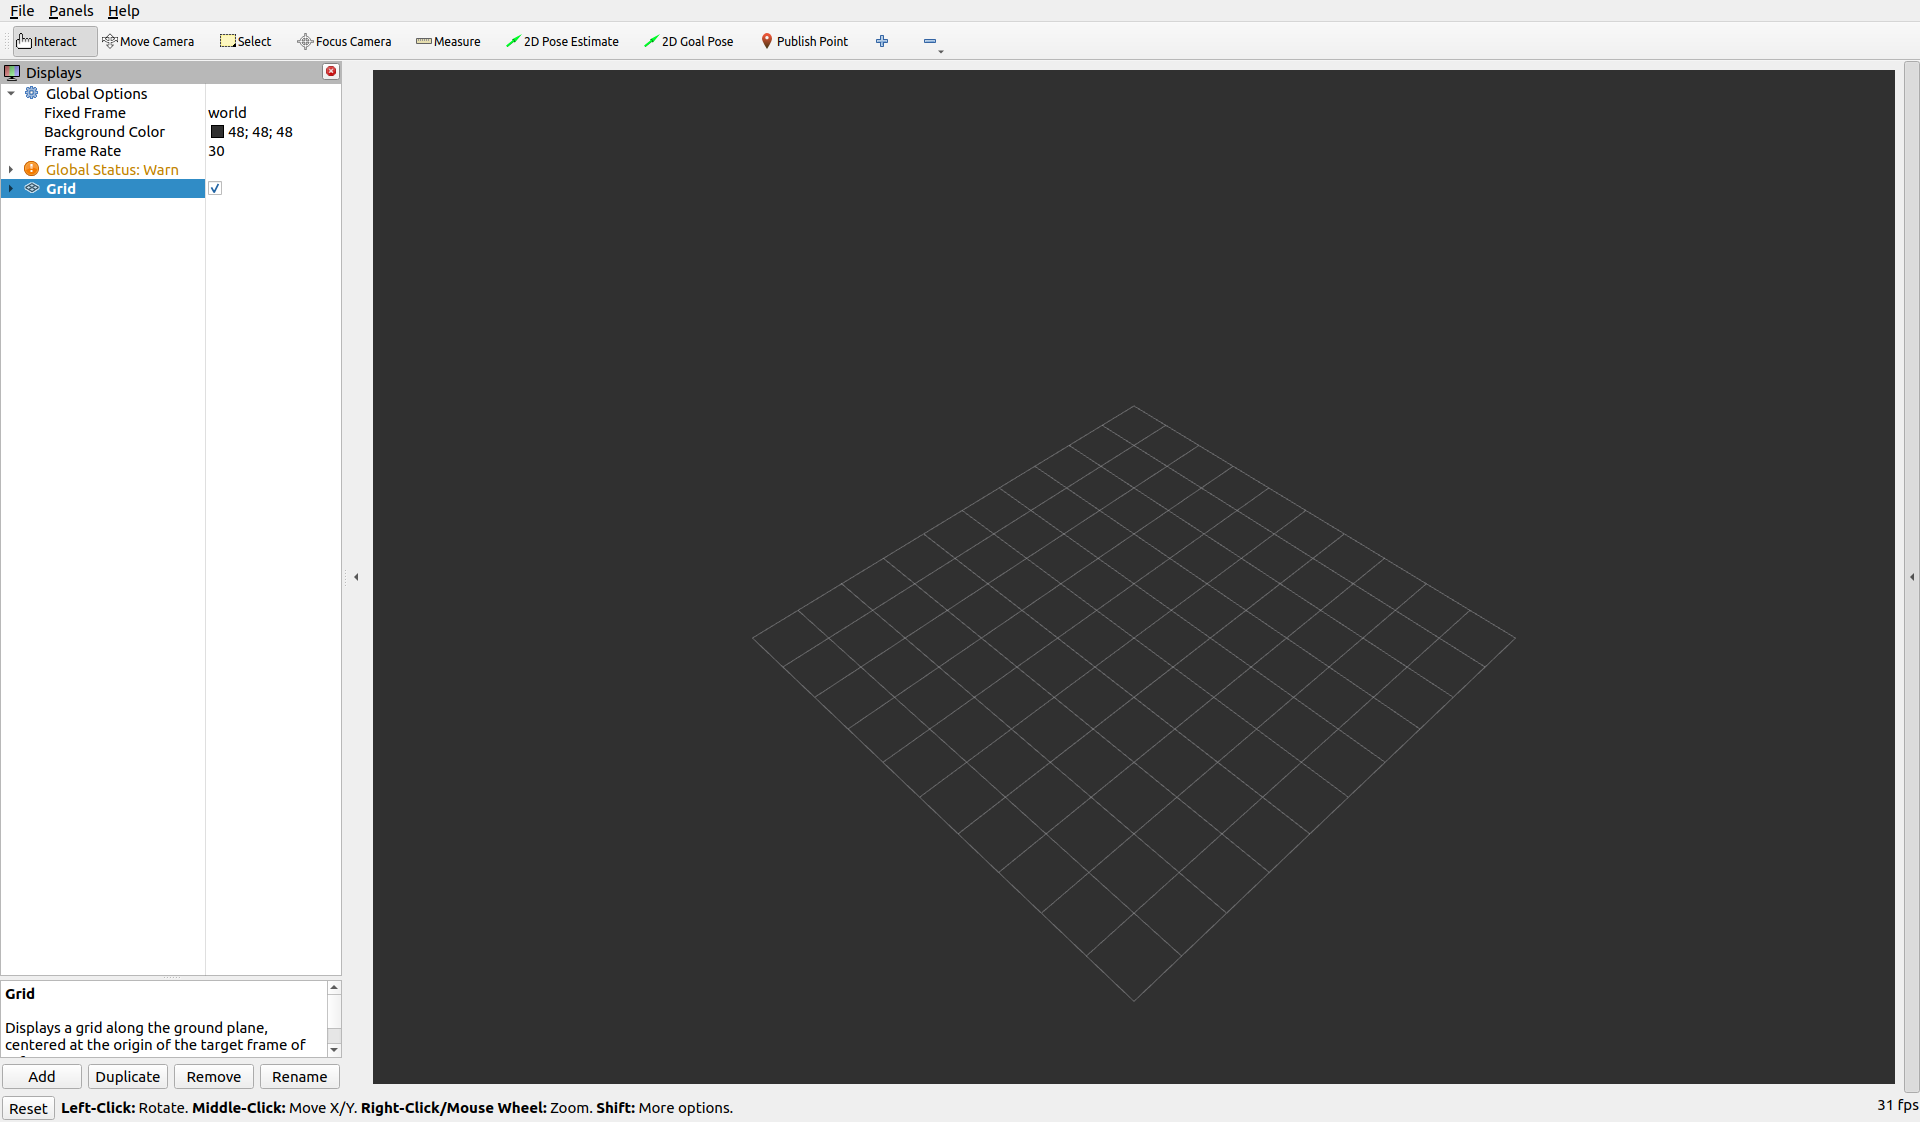 File Panels Help
Interact Move Camera Select Focus Camera Measure 2D Pose Estimate 2D Goal Pose Publish Point
Displays
Global Options
Fixed Frame world
Background Color 48; 48; 48
Frame Rate 30
Global Status: Warn
Grid
Grid
Displays a grid along the ground plane,
centered at the origin of the target frame of
Add Duplicate Remove Rename
Reset Left-Click: Rotate. Middle-Click: Move X/Y. Right-Click/Mouse Wheel: Zoom. Shift: More options. 31 fps